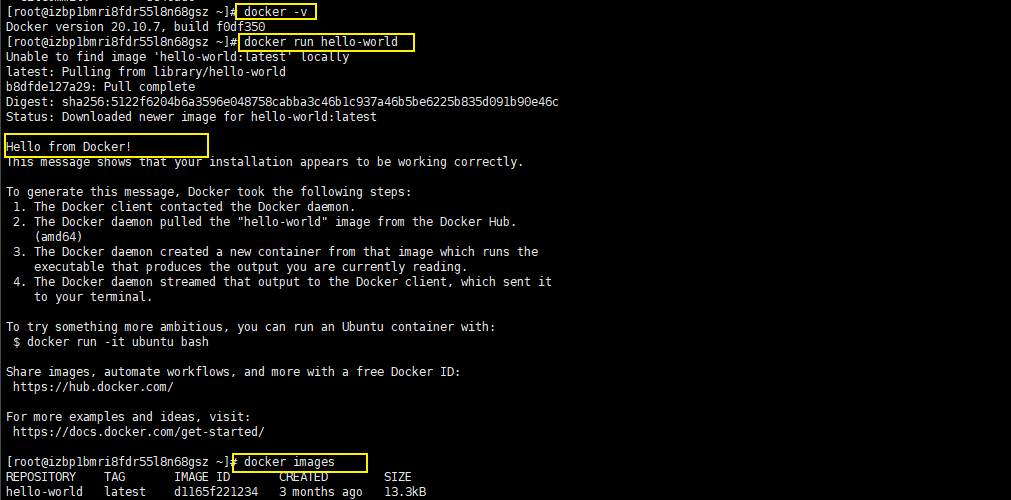 [root@izbp1bmri8fdr55l8n68gsz ~]# docker -v
Docker version 20.10.7, build f0df350
[root@izbp1bmri8fdr55l8n68gsz ~]# docker run hello-world
Unable to find image 'hello-world:latest' locally
latest: Pulling from library/hello-world
b8dfde127a29: Pull complete
Digest: sha256:5122f6204b6a3596e048758cabba3c46b1c937a46b5be6225b835d091b90e46c
Status: Downloaded newer image for hello-world:latest
Hello from Docker!
This message shows that your installation appears to be working correctly.
To generate this message, Docker took the following steps:
1. The Docker client contacted the Docker daemon.
2. The Docker daemon pulled the "hello-world" image from the Docker Hub.
(amd64)
3. The Docker daemon created a new container from that image which runs the
executable that produces the output you are currently reading.
4. The Docker daemon streamed that output to the Docker client, which sent it
to your terminal.
To try something more ambitious, you can run an Ubuntu container with:
$ docker run -it ubuntu bash
Share images, automate workflows, and more with a free Docker ID:
https://hub.docker.com/
For more examples and ideas, visit:
https://docs.docker.com/get-started/
[root@izbp1bmri8fdr55l8n68gsz ~]# docker images
REPOSITORY TAG IMAGE ID CREATED SIZE
hello-world latest d1165f221234 3 months ago 13.3kB